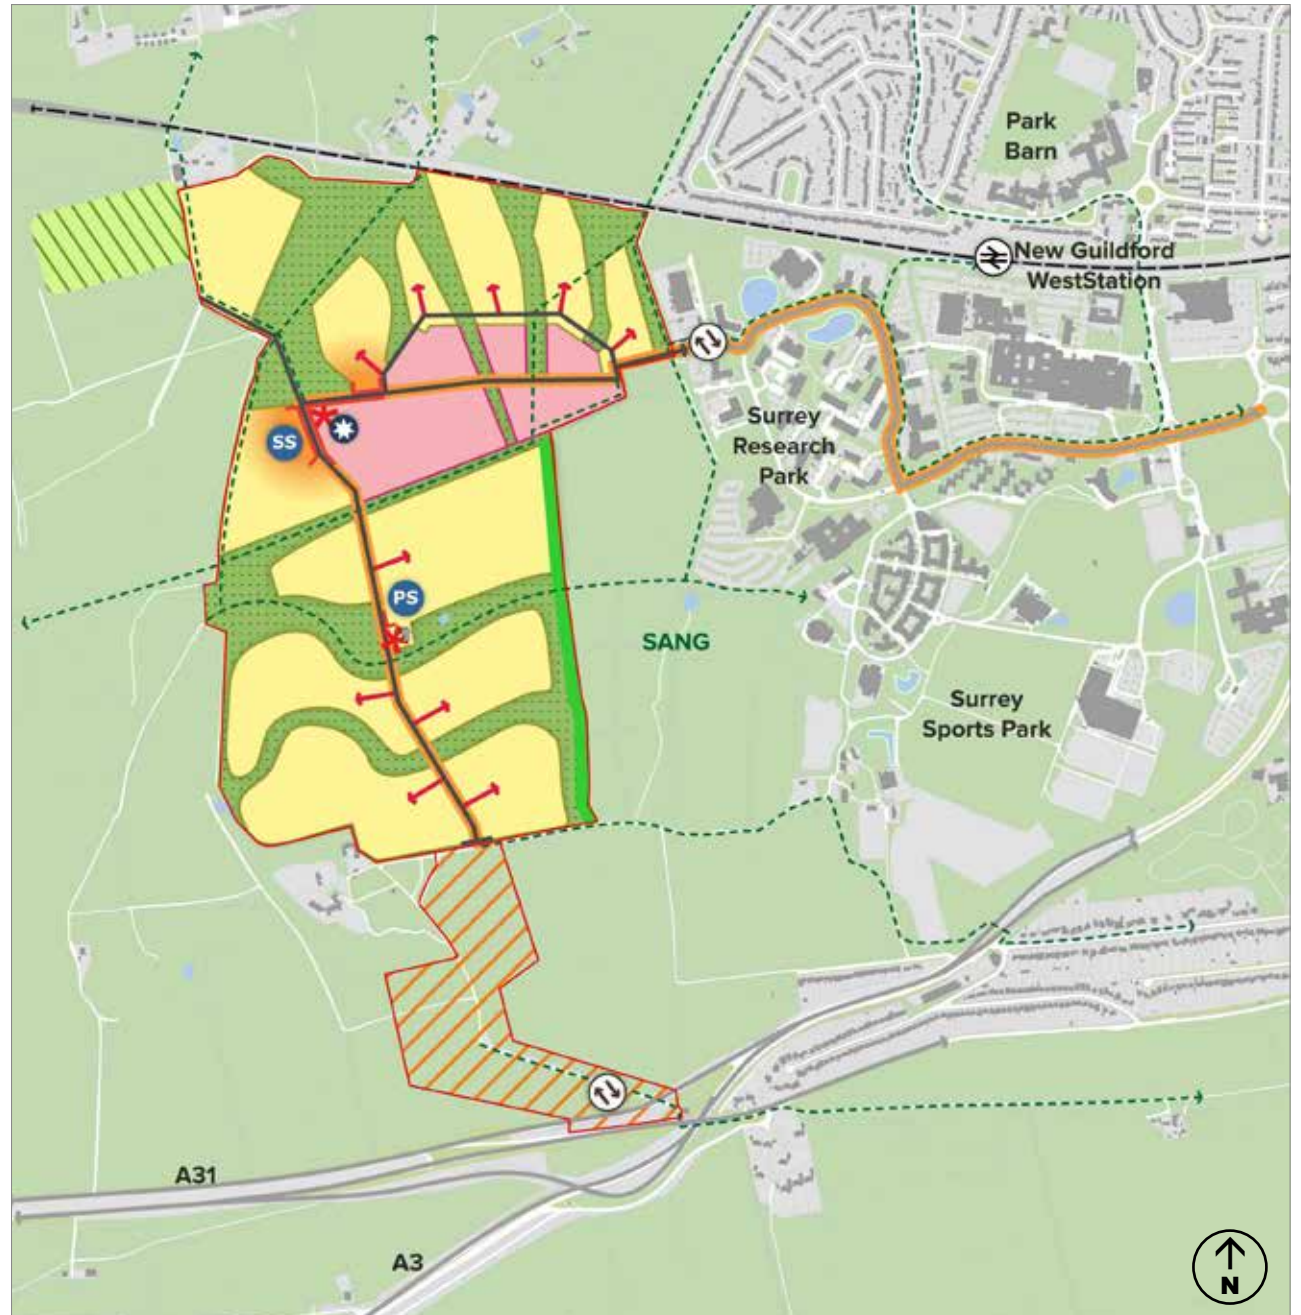 Park
Barn
New Guildford
WestStation
SS
Surrey
Research
Park
PS
SANG
Surrey
Sports Park
A31
A3
N